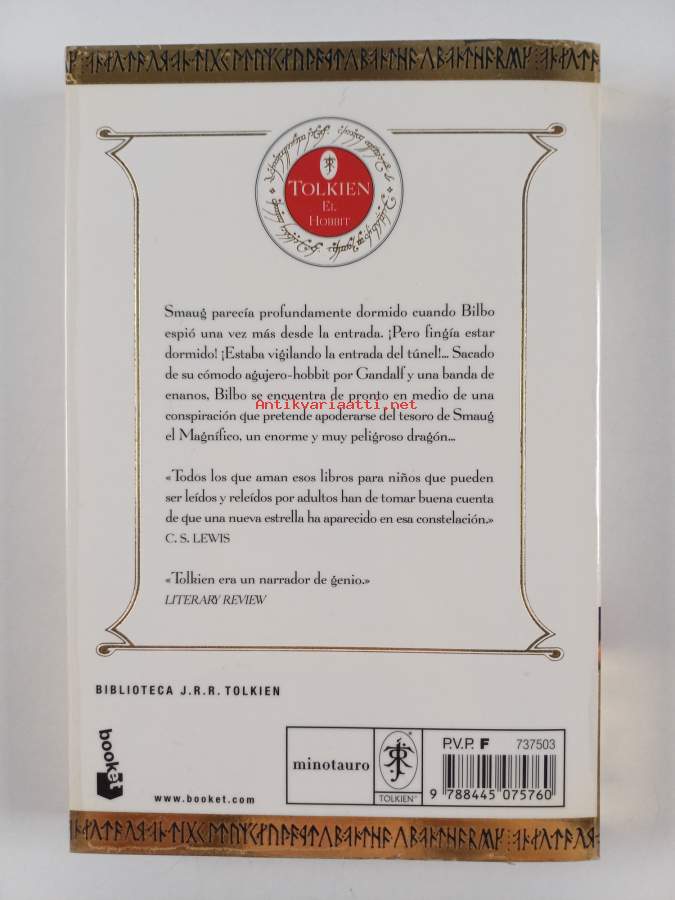 TOLKIEN
EL
HOBBIT
Smaug parecía profundamente dormido cuando Bilbo
espió una vez más desde la entrada. ¡Pero fingía estar
dormido! ¡Estaba vigilando la entrada del túnel!... Sacado
de su cómodo agujero-hobbit por Gandalf y una banda de
enanos, Bilbo se encuentra de pronto en medio de una
Antikvariaatti.net
conspiración que pretende apoderarse del tesoro de Smaug
el Magnífico, un enorme y muy peligroso dragón...
«Todos los que aman esos libros para niños que pueden
ser leídos y releídos por adultos han de tomar buena cuenta
de que una nueva estrella ha aparecido en esa constelación.»
C. S. LEWIS
«Tolkien era un narrador de genio.»
LITERARY REVIEW
BIBLIOTECA J.R.R. TOLKIEN
booket
www.booket.com
minotauro
TOLKIEN™
P.V.P. F 737503
9 788445 075760